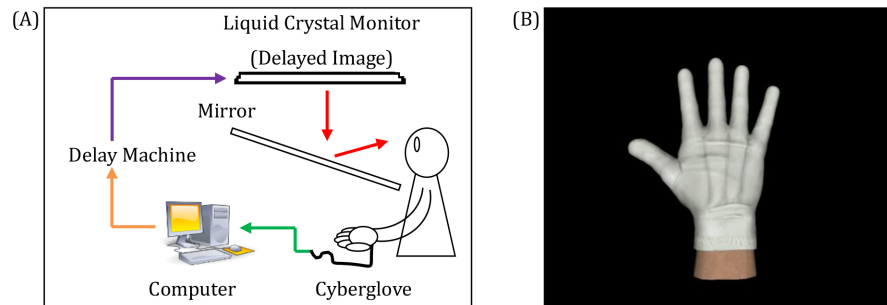 (A)
Liquid Crystal Monitor
(Delayed Image)
Mirror
Delay Machine
Computer
Cyberglove
(B)